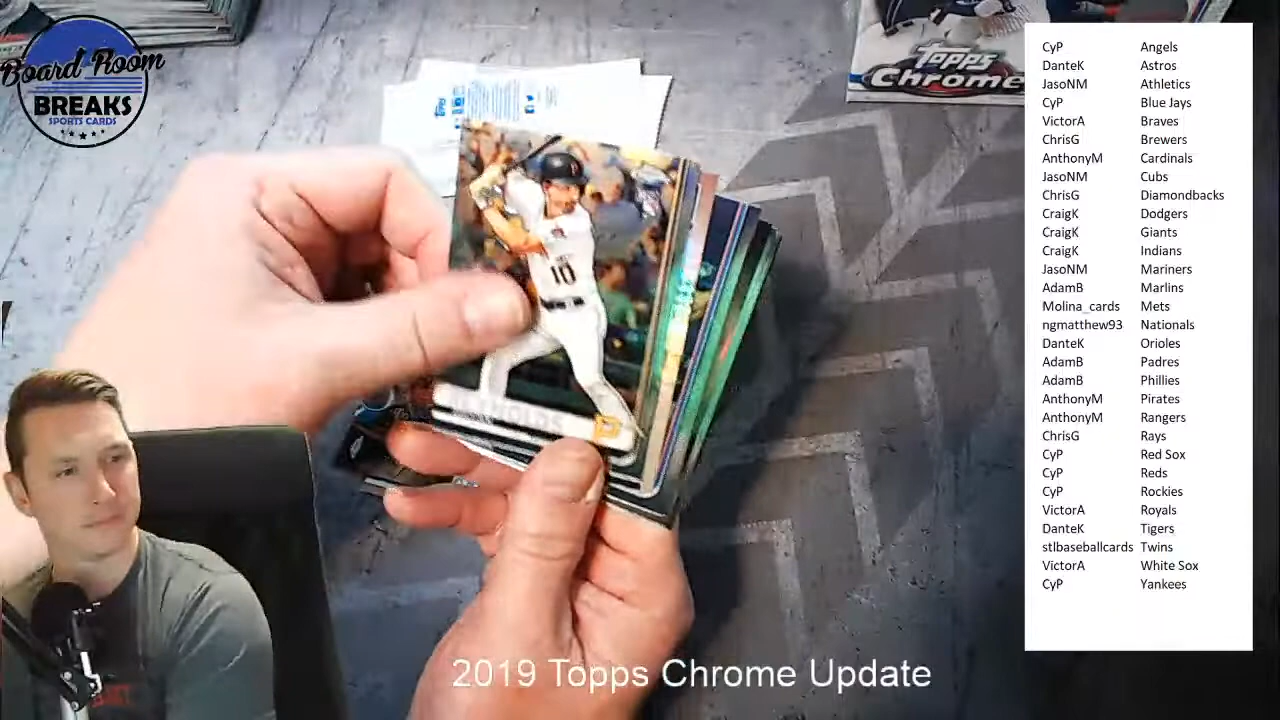 Board Room
BREAKS
SPORTS CARDS
Topps
Chrome
10
REYNOLDS
CyP Angels
DanteK Astros
JasoNM Athletics
CyP Blue Jays
VictorA Braves
ChrisG Brewers
AnthonyM Cardinals
JasoNM Cubs
ChrisG Diamondbacks
CraigK Dodgers
CraigK Giants
CraigK Indians
JasoNM Mariners
AdamB Marlins
Molina_cards Mets
ngmatthew93 Nationals
DanteK Orioles
AdamB Padres
AdamB Phillies
AnthonyM Pirates
AnthonyM Rangers
ChrisG Rays
CyP Red Sox
CyP Reds
CyP Rockies
VictorA Royals
DanteK Tigers
stlbaseballcards Twins
VictorA White Sox
CyP Yankees
2019 Topps Chrome Update